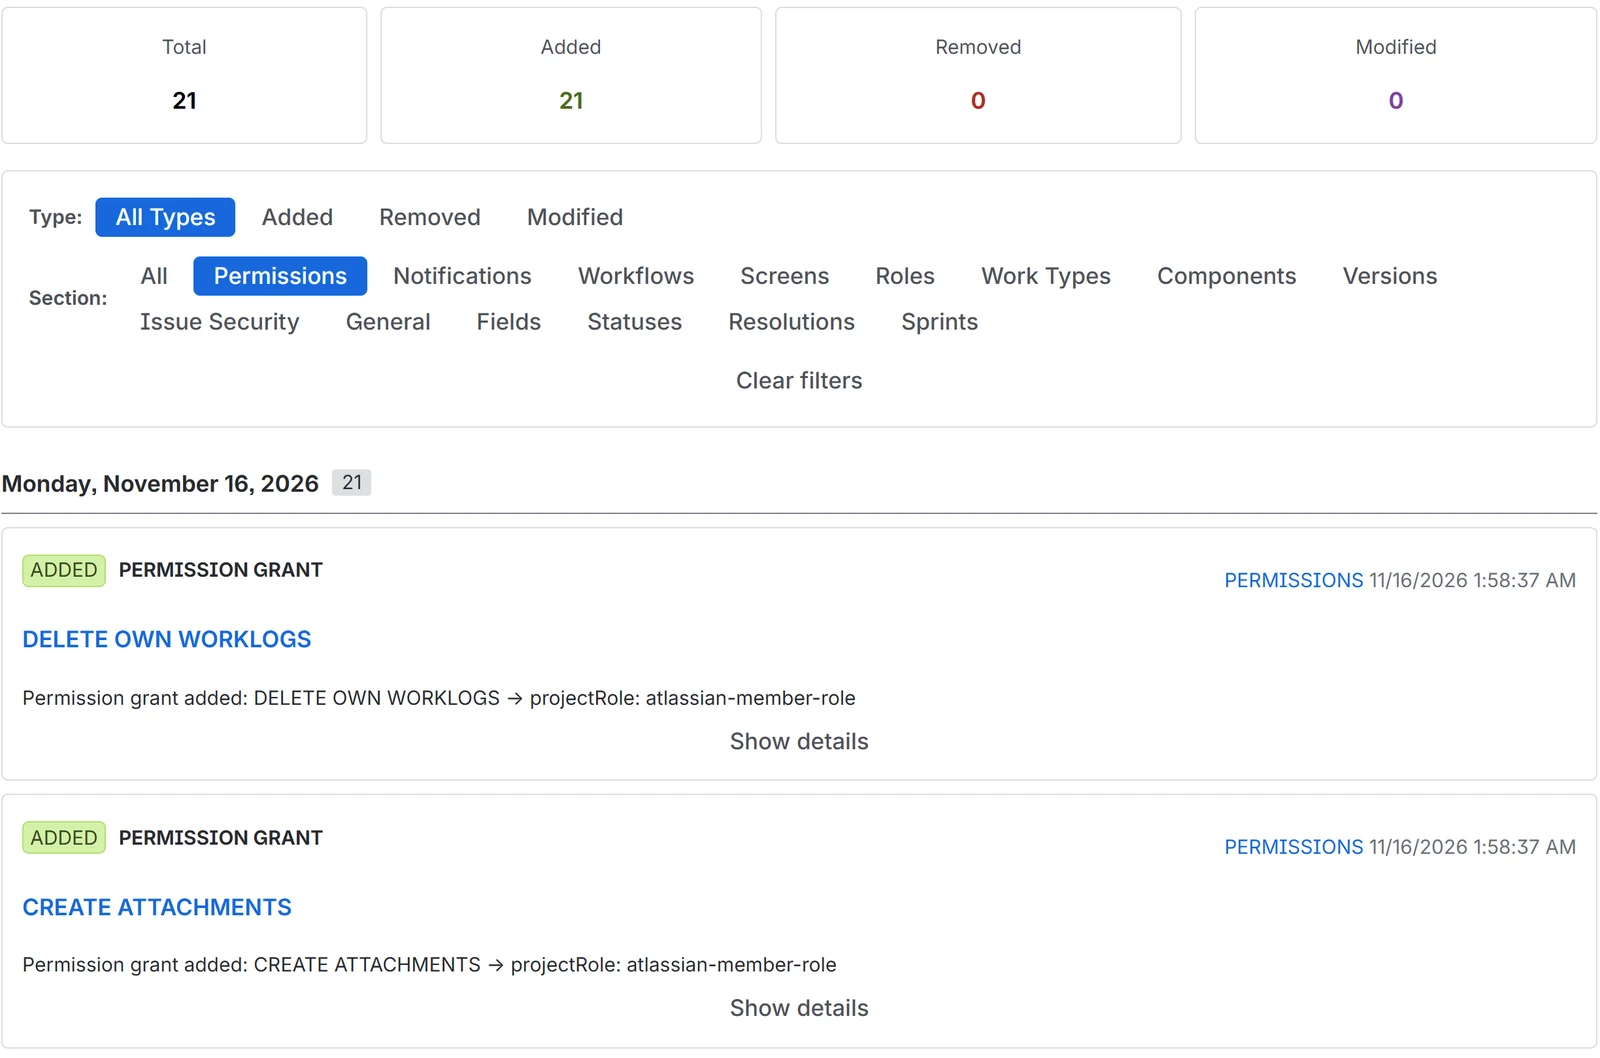 Total
21
Added
21
Removed
0
Modified
0
Type: All Types Added Removed Modified
Section: All Permissions Notifications Workflows Screens Roles Work Types Components Versions
Issue Security General Fields Statuses Resolutions Sprints
Clear filters
Monday, November 16, 2026 21
ADDED PERMISSION GRANT
PERMISSIONS 11/16/2026 1:58:37 AM
DELETE OWN WORKLOGS
Permission grant added: DELETE OWN WORKLOGS → projectRole: atlassian-member-role
Show details
ADDED PERMISSION GRANT
PERMISSIONS 11/16/2026 1:58:37 AM
CREATE ATTACHMENTS
Permission grant added: CREATE ATTACHMENTS → projectRole: atlassian-member-role
Show details